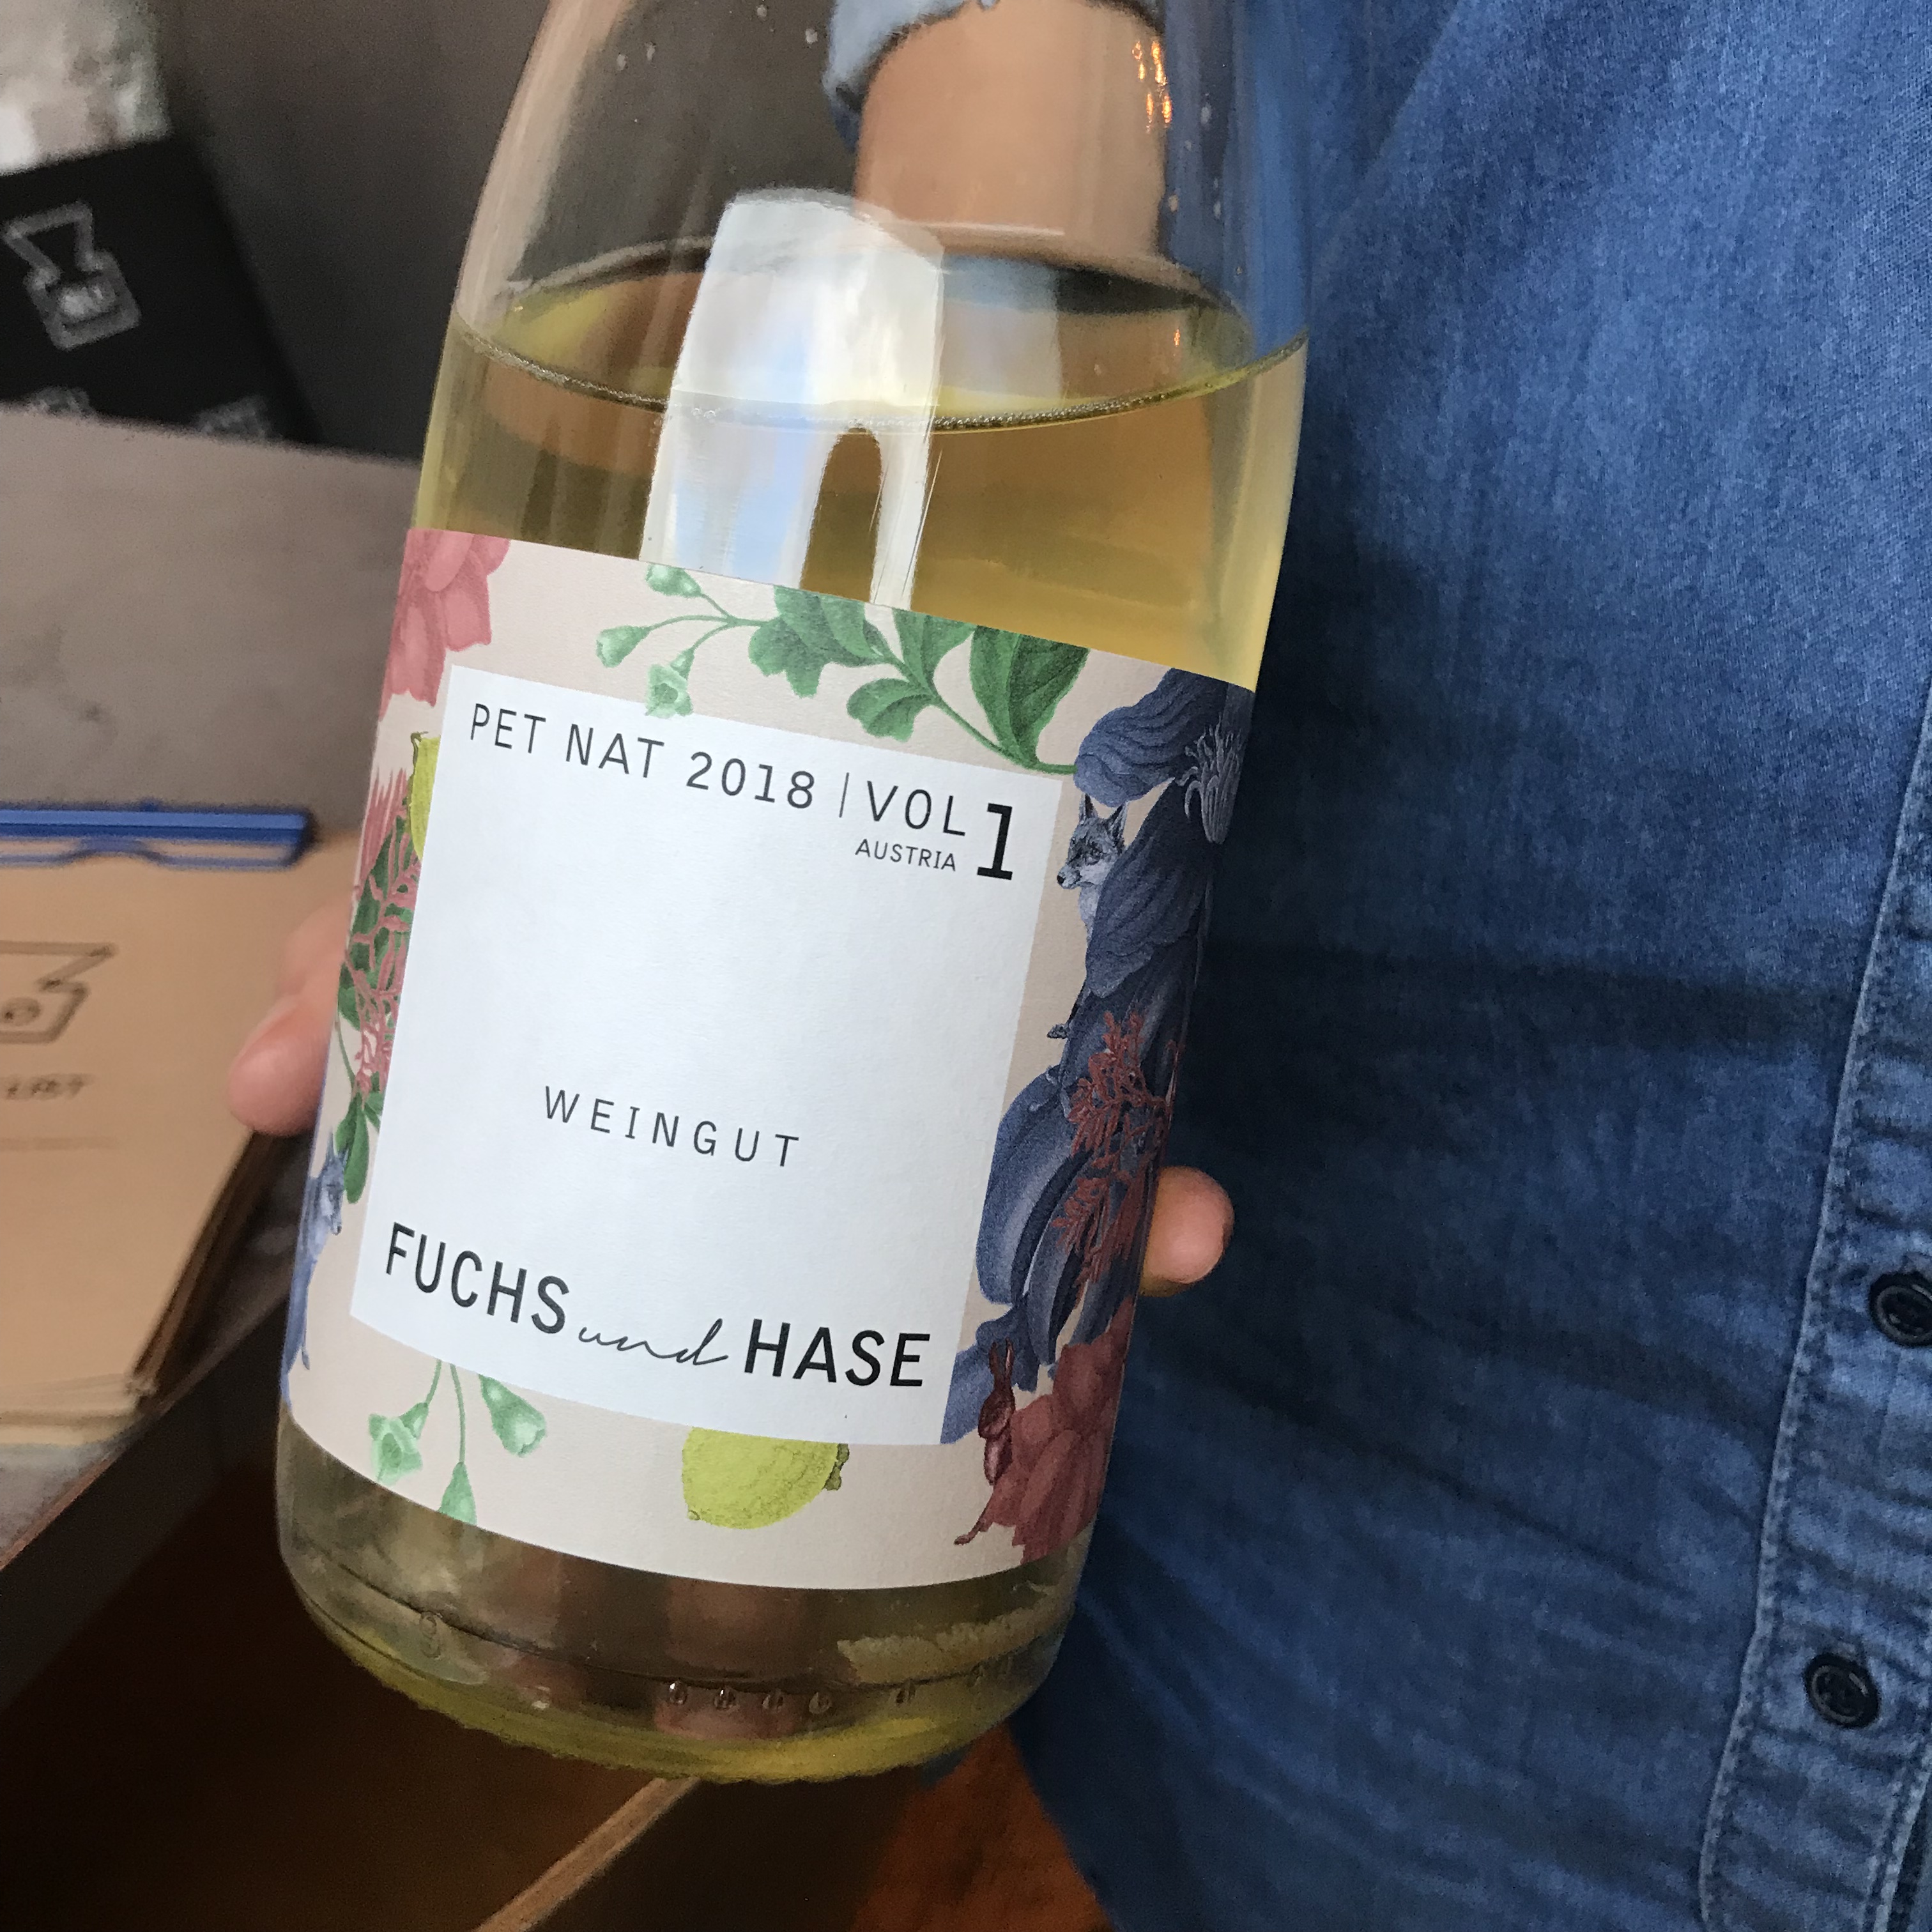 PET NAT 2018 | VOL 1
AUSTRIA
WEINGUT
FUCHS und HASE